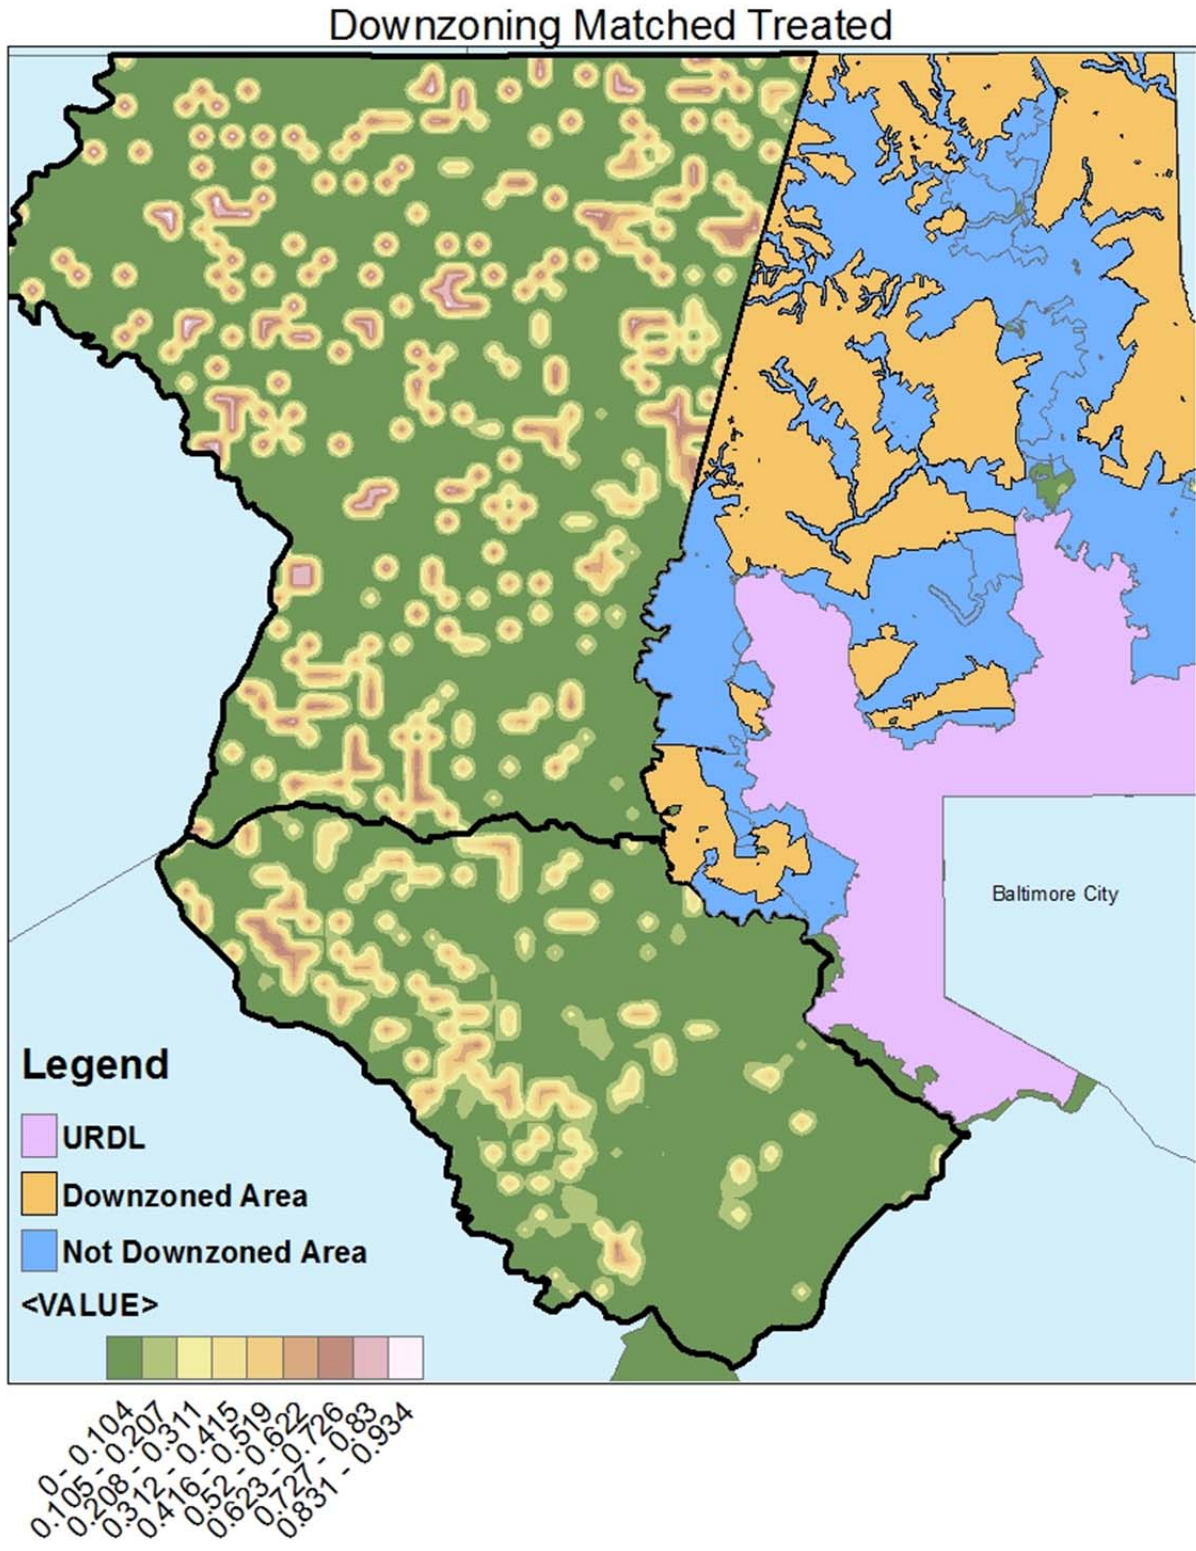 Downzoning Matched Treated
Baltimore City
Legend
URDL
Downzoned Area
Not Downzoned Area
<VALUE>
0 - 0.104
0.105 - 0.207
0.208 - 0.311
0.312 - 0.415
0.416 - 0.519
0.52 - 0.622
0.623 - 0.726
0.727 - 0.83
0.831 - 0.934